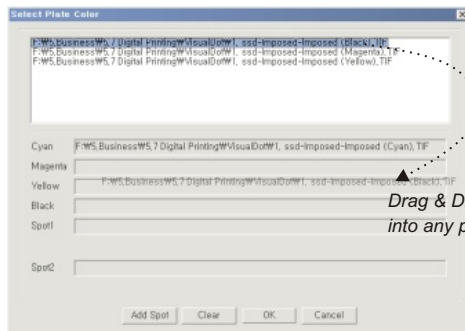 Select Plate Color
F:₩5,Business₩5,7 Digital Printing₩VisualDot₩1, ssd-Imposed-Imposed (Black),TIF
F:₩5,Business₩5,7 Digital Printing₩VisualDot₩1, ssd-Imposed-Imposed (Magenta),TIF
F:₩5,Business₩5,7 Digital Printing₩VisualDot₩1, ssd-Imposed-Imposed (Yellow),TIF
Cyan F:₩5,Business₩5,7 Digital Printing₩VisualDot₩1, ssd-Imposed-Imposed (Cyan),TIF
Magenta
Yellow F:₩5,Business₩5,7 Digital Printing₩VisualDot₩1, ssd-Imposed-Imposed (Black),TIF
Black
Drag & D
Spot1
into any p
Spot2
Add Spot Clear OK Cancel